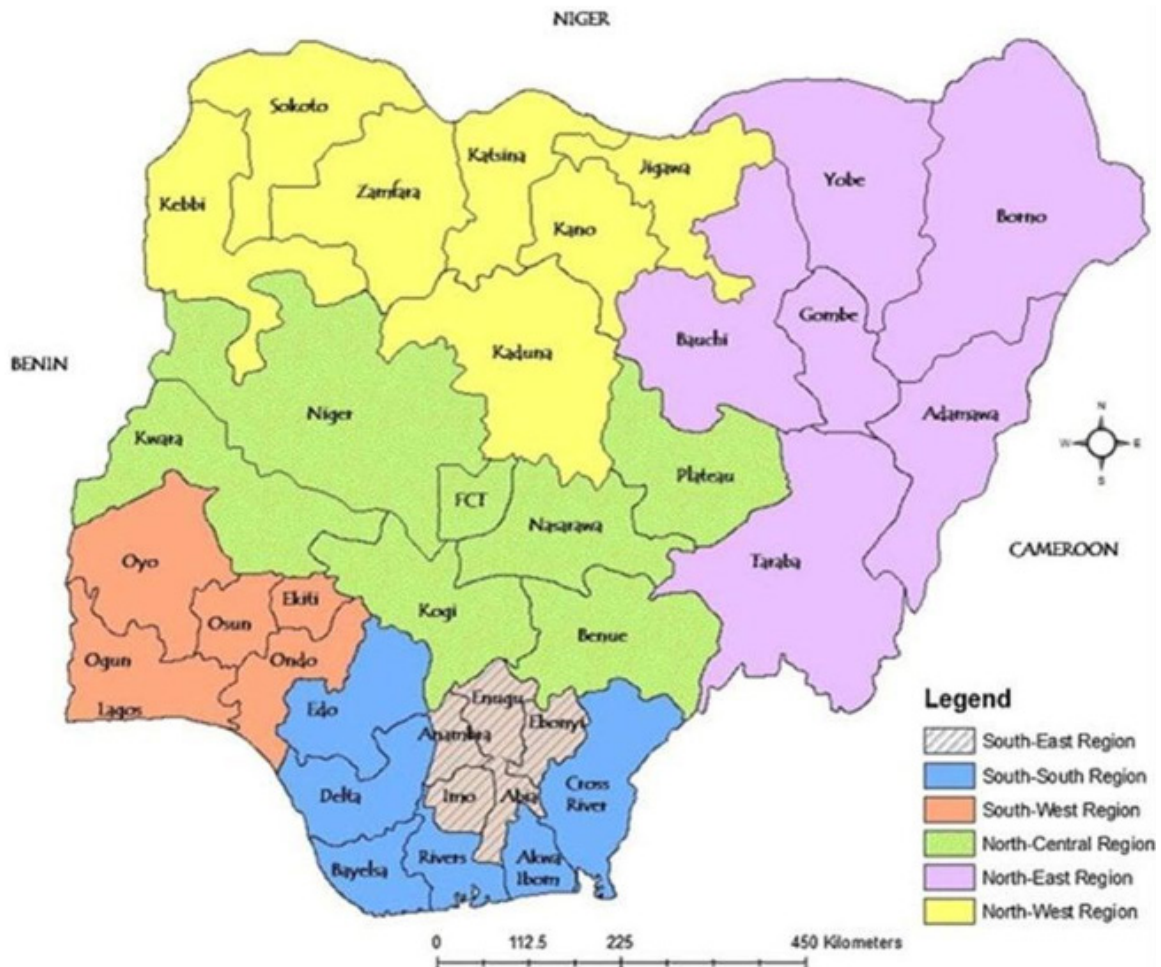 NIGER
Sokoto
Katsina
Jigawa
Yobe
Kebbi
Zamfara
Kano
Borno
Gombe
Bauchi
Kaduna
BENIN
Niger
Adamawa
N
W E
S
Kwara
Plateau
FCT
Nasarawa
CAMEROON
Oyo
Taraba
Ekiti
Osun
Kogi
Benue
Ogun
Ondo
Lagos
Edo
Enugu
Ebonyi
Anambra
Delta
Imo
Abia
Cross
River
Bayelsa
Rivers
Akwa
Ibom
Legend
South-East Region
South-South Region
South-West Region
North-Central Region
North-East Region
North-West Region
0 112.5 225 450 Kilometers